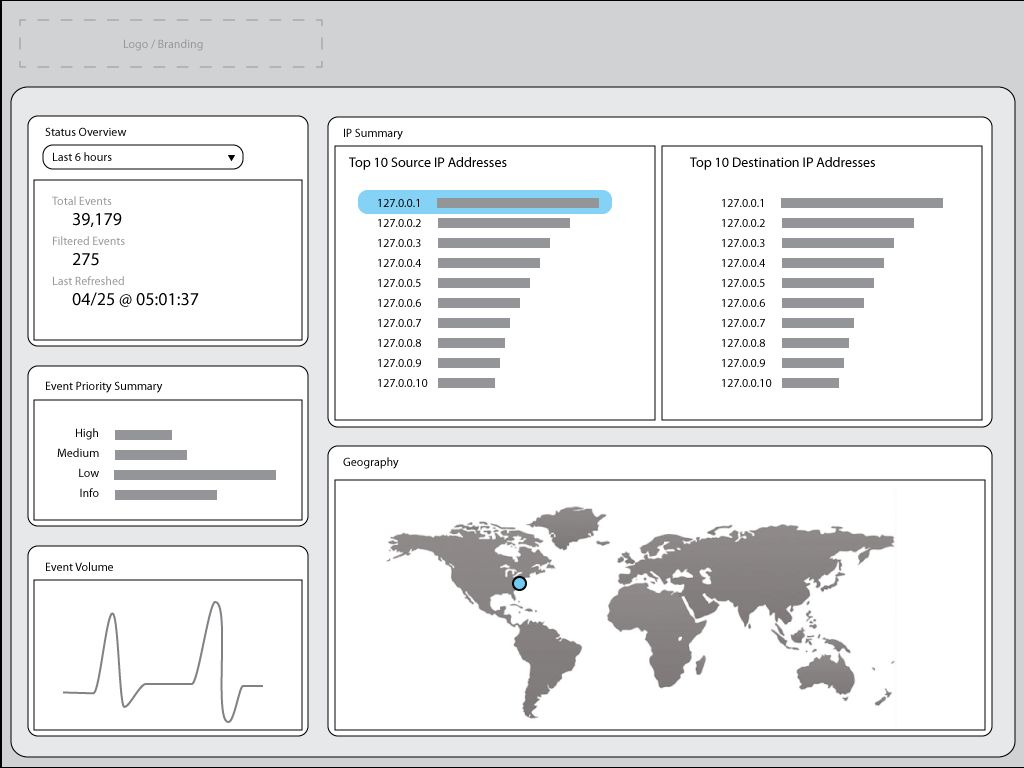 Logo / Branding
Status Overview
Last 6 hours
Total Events
39,179
Filtered Events
275
Last Refreshed
04/25 @ 05:01:37
Event Priority Summary
High
Medium
Low
Info
Event Volume
IP Summary
Top 10 Source IP Addresses
127.0.0.1
127.0.0.2
127.0.0.3
127.0.0.4
127.0.0.5
127.0.0.6
127.0.0.7
127.0.0.8
127.0.0.9
127.0.0.10
Top 10 Destination IP Addresses
127.0.0.1
127.0.0.2
127.0.0.3
127.0.0.4
127.0.0.5
127.0.0.6
127.0.0.7
127.0.0.8
127.0.0.9
127.0.0.10
Geography